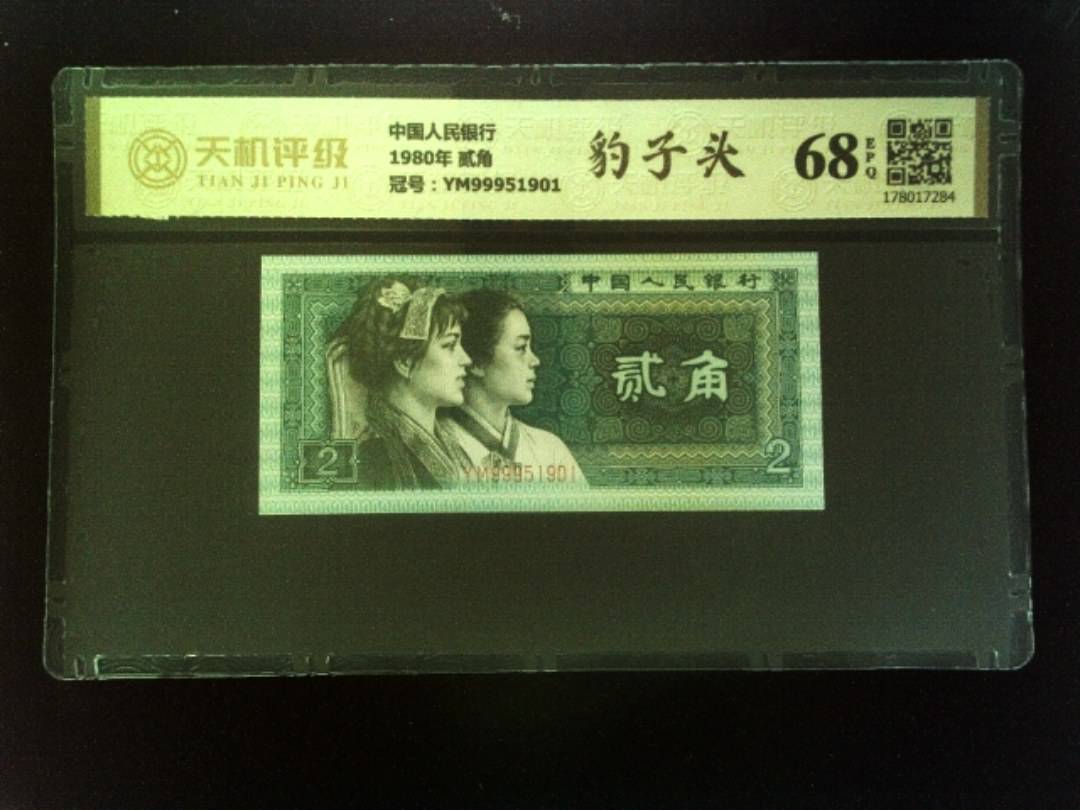 天机评级
TIAN JI PING JI
中国人民银行
1980年 贰角
冠号：YM99951901
豹子头
68
EPQ
178017284
中国人民银行
贰角
2
2
YM99951901